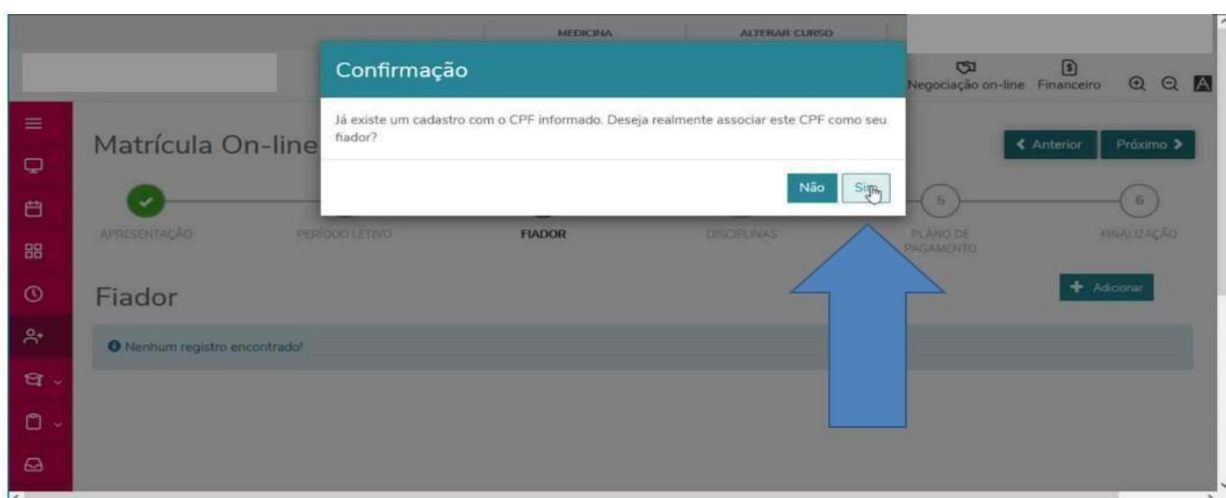 MEDICINA
ALTERAR CURSO
Confirmação
Negociação on-line
Financeiro
A
Já existe um cadastro com o CPF informado. Deseja realmente associar este CPF como seu
fiador?
Matrícula On-line
Anterior
Próximo
Não
Sim
5
6
APRESENTAÇÃO
PERÍODO LETIVO
FIADOR
DISCIPLINAS
PLANO DE
PAGAMENTO
FINALIZAÇÃO
Fiador
Adicionar
Nenhum registro encontrado!